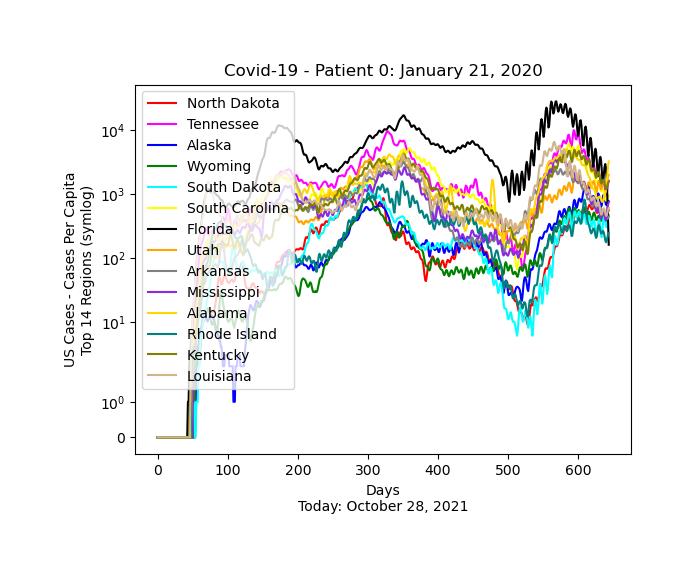 Covid-19 - Patient 0: January 21, 2020
US Cases - Cases Per Capita
Top 14 Regions (symlog)
10^4
10^3
10^2
10^1
10^0
0
North Dakota
Tennessee
Alaska
Wyoming
South Dakota
South Carolina
Florida
Utah
Arkansas
Mississippi
Alabama
Rhode Island
Kentucky
Louisiana
0 100 200 300 400 500 600
Days
Today: October 28, 2021